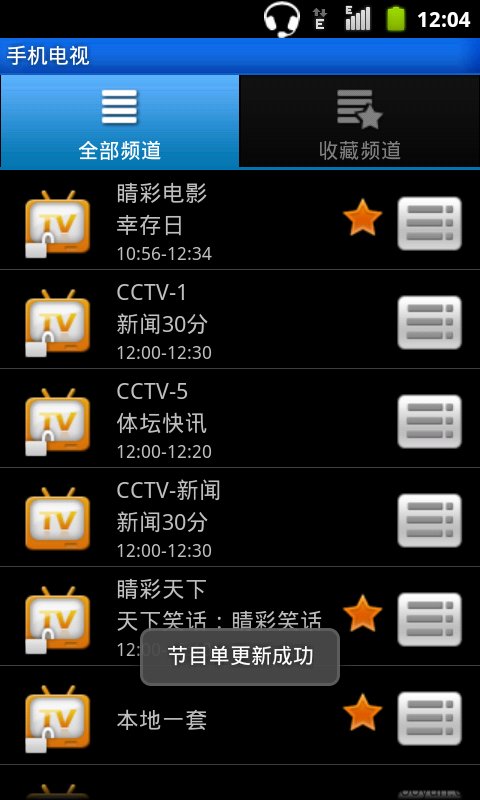 E
E
12:04
手机电视
全部频道
收藏频道
TV
睛彩电影
幸存日
10:56-12:34
TV
CCTV-1
新闻30分
12:00-12:30
TV
CCTV-5
体坛快讯
12:00-12:20
TV
CCTV-新闻
新闻30分
12:00-12:30
TV
睛彩天下
天下笑话：睛彩笑话
节目单更新成功
TV
本地一套